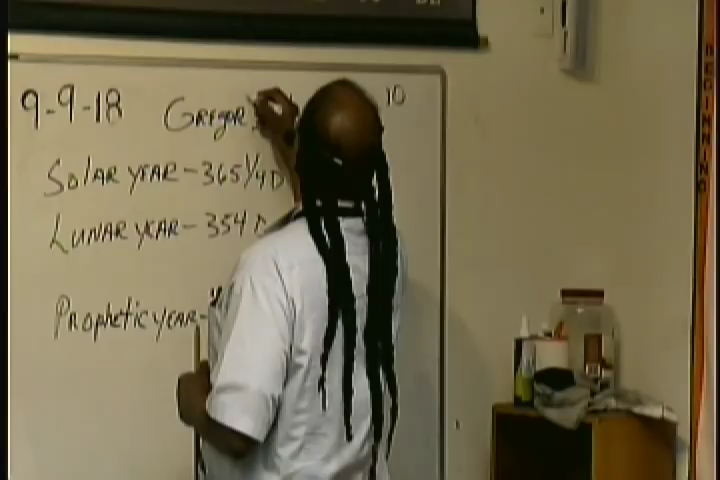 9-9-18 GREGOR 10
SOLAR YEAR - 365 1/4 D
LUNAR YEAR - 354 D
PROPHETIC YEAR -
BEGINNING